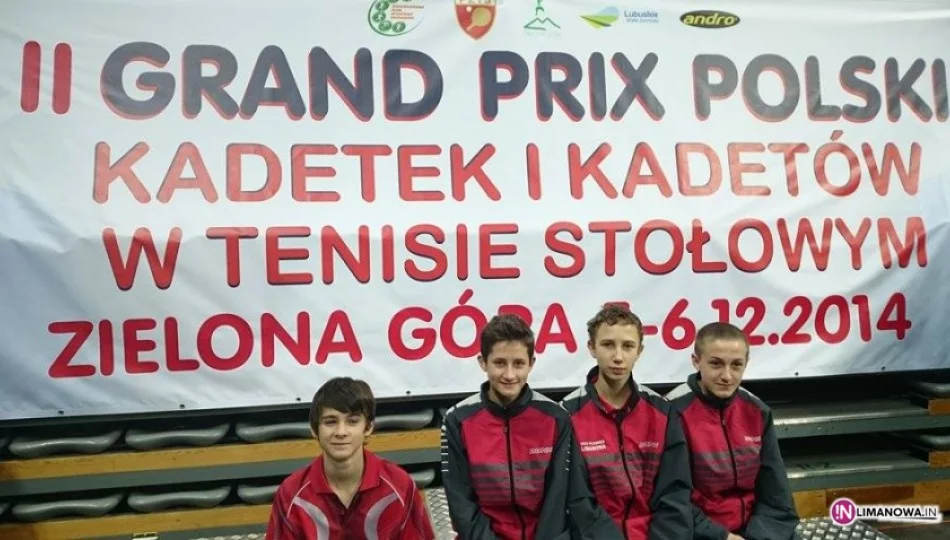 Lubuskie
andro
II GRAND PRIX POLSKI
KADETEK I KADETÓW
W TENISIE STOŁOWYM
ZIELONA GÓRA -6.12.2014
!N LIMANOWA.IN